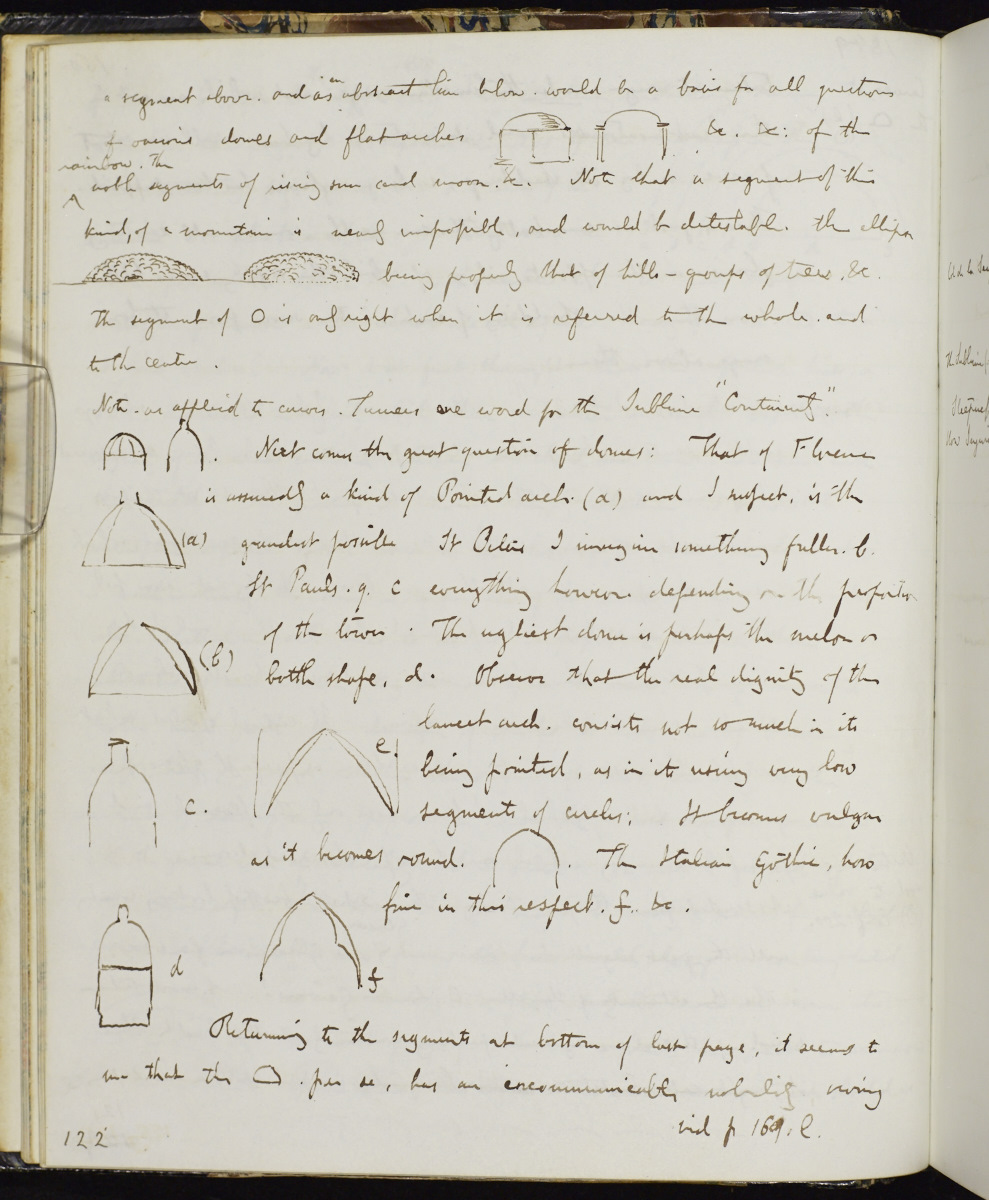 a segment above. and as an abstract line below. would be a basis for all questions
of various domes and flat arches &c. &c: of the
rainbow. the
noble segments of rising sun and moon. &c. Note that a segment of this
kind, of a mountain is nearly impossible, and would be detestable. the ellipse
being properly that of hills - groups of trees, &c.
The segment of O is only right when it is referred to the whole. and
to the centre.
Note. as applied to curves. Turners one word for the Sublime "Continuity".
Next comes the great question of domes: That of Florence
is assuredly a kind of Pointed arch. (a) and I suspect, is the
(a) grandest possible St Peters I imagine something fuller. b.
St Pauls. q. c everything however depending on the proportion
of the tower. The ugliest dome is perhaps the melon or
(b) bottle shape, d. Observe that the real dignity of the
lancet arch. consists not so much in its
e. being pointed, as in its using very low
c. segments of circles; It becomes vulgar
as it becomes round. The Italian Gothic, how
fine in this respect. f. &c.
d
f
Returning to the segments at bottom of last page, it seems to
me that the . per se, has an incommunicable nobility owing
vid p 169. l.
122